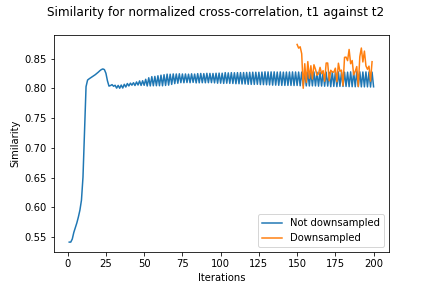 Similarity for normalized cross-correlation, t1 against t2
0.85
0.80
0.75
0.70
0.65
0.60
0.55
Similarity
Not downsampled
Downsampled
0 25 50 75 100 125 150 175 200
Iterations